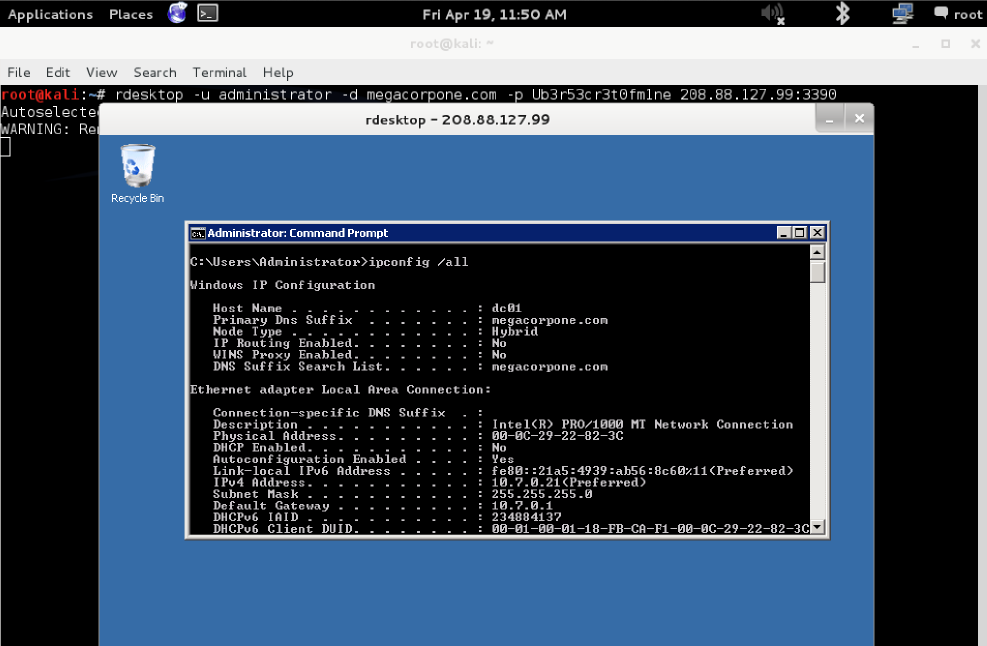 Applications Places Fri Apr 19, 11:50 AM root
root@kali: ~
File Edit View Search Terminal Help
root@kali:~# rdesktop -u administrator -d megacorpone.com -p Ub3r53cr3t0fm1ne 208.88.127.99:3390
Autoselecte
WARNING: Re
rdesktop - 208.88.127.99
Recycle Bin
Administrator: Command Prompt
C:\Users\Administrator>ipconfig /all
Windows IP Configuration
Host Name . . . . . . . . . . . . : dc01
Primary Dns Suffix . . . . . . . : megacorpone.com
Node Type . . . . . . . . . . . . : Hybrid
IP Routing Enabled. . . . . . . . : No
WINS Proxy Enabled. . . . . . . . : No
DNS Suffix Search List. . . . . . : megacorpone.com
Ethernet adapter Local Area Connection:
Connection-specific DNS Suffix . :
Description . . . . . . . . . . . : Intel(R) PRO/1000 MT Network Connection
Physical Address. . . . . . . . . : 00-0C-29-22-82-3C
DHCP Enabled. . . . . . . . . . . : No
Autoconfiguration Enabled . . . . : Yes
Link-local IPv6 Address . . . . . : fe80::21a5:4939:ab56:8c60%11(Preferred)
IPv4 Address. . . . . . . . . . . : 10.7.0.21(Preferred)
Subnet Mask . . . . . . . . . . . : 255.255.255.0
Default Gateway . . . . . . . . . : 10.7.0.1
DHCPv6 IAID . . . . . . . . . . . : 234884137
DHCPv6 Client DUID. . . . . . . . : 00-01-00-01-18-FB-CA-F1-00-0C-29-22-82-3C